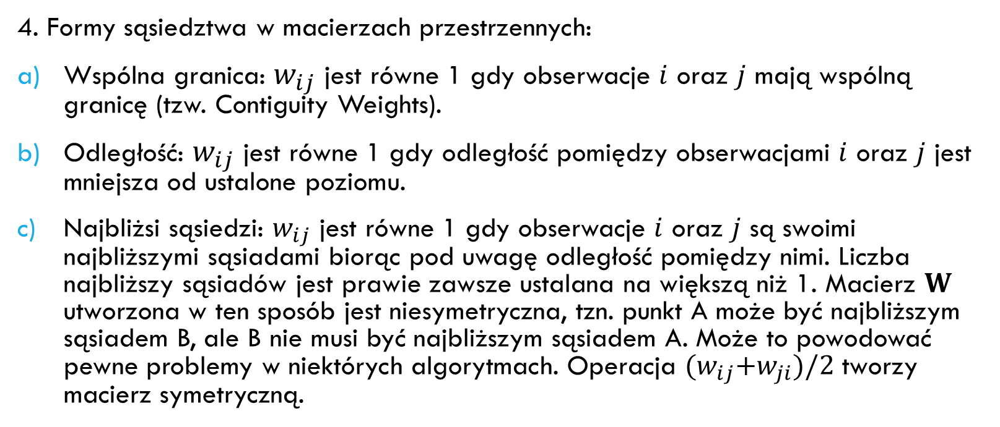 4. Formy sąsiedztwa w macierzach przestrzennych:
a) Wspólna granica: w_{ij} jest równe 1 gdy obserwacje i oraz j mają wspólną
granicę (tzw. Contiguity Weights).
b) Odległość: w_{ij} jest równe 1 gdy odległość pomiędzy obserwacjami i oraz j jest
mniejsza od ustalone poziomu.
c) Najbliżsi sąsiedzi: w_{ij} jest równe 1 gdy obserwacje i oraz j są swoimi
najbliższymi sąsiadami biorąc pod uwagę odległość pomiędzy nimi. Liczba
najbliższy sąsiadów jest prawie zawsze ustalana na większą niż 1. Macierz W
utworzona w ten sposób jest niesymetryczna, tzn. punkt A może być najbliższym
sąsiadem B, ale B nie musi być najbliższym sąsiadem A. Może to powodować
pewne problemy w niektórych algorytmach. Operacja (w_{ij}+w_{ji})/2 tworzy
macierz symetryczną.